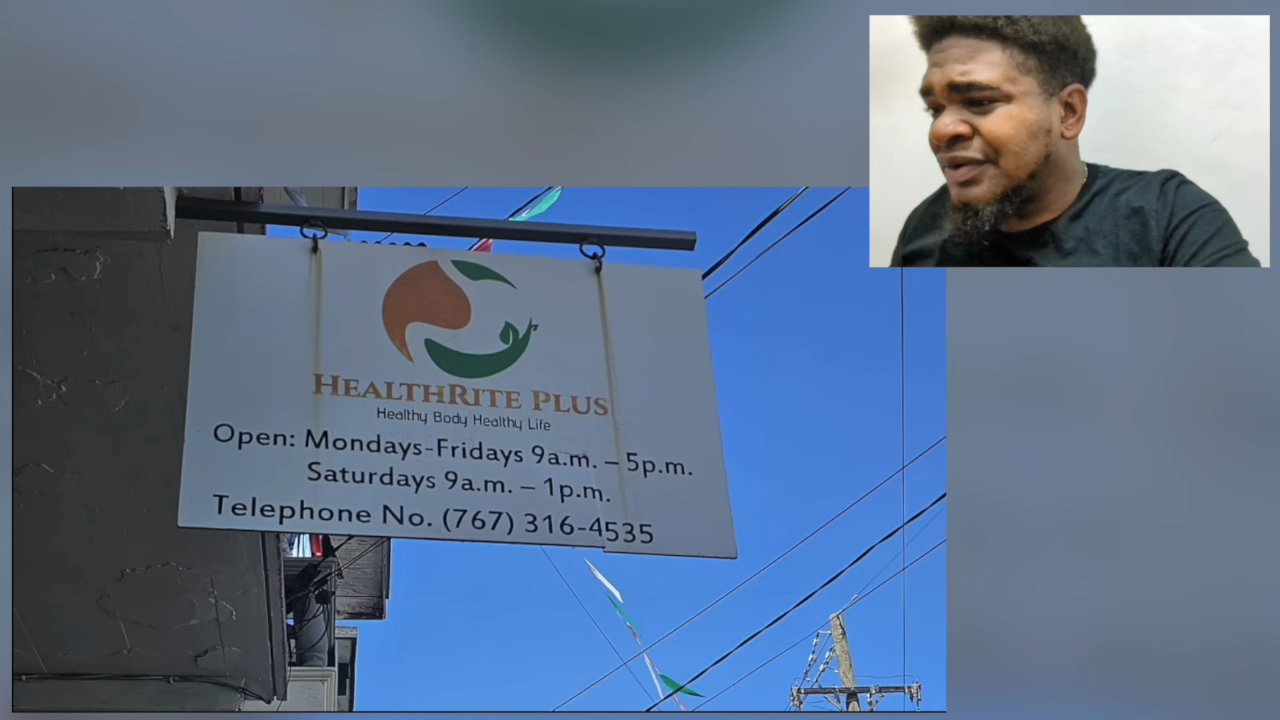 HEALTHRITE PLUS
Healthy Body Healthy Life
Open: Mondays-Fridays 9a.m. – 5p.m.
Saturdays 9a.m. – 1p.m.
Telephone No. (767) 316-4535